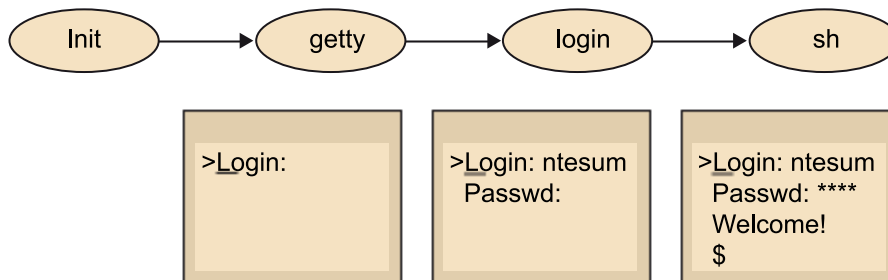 Init
getty
login
sh
>Login:
>Login: ntesum
Passwd:
>Login: ntesum
Passwd: ****
Welcome!
$